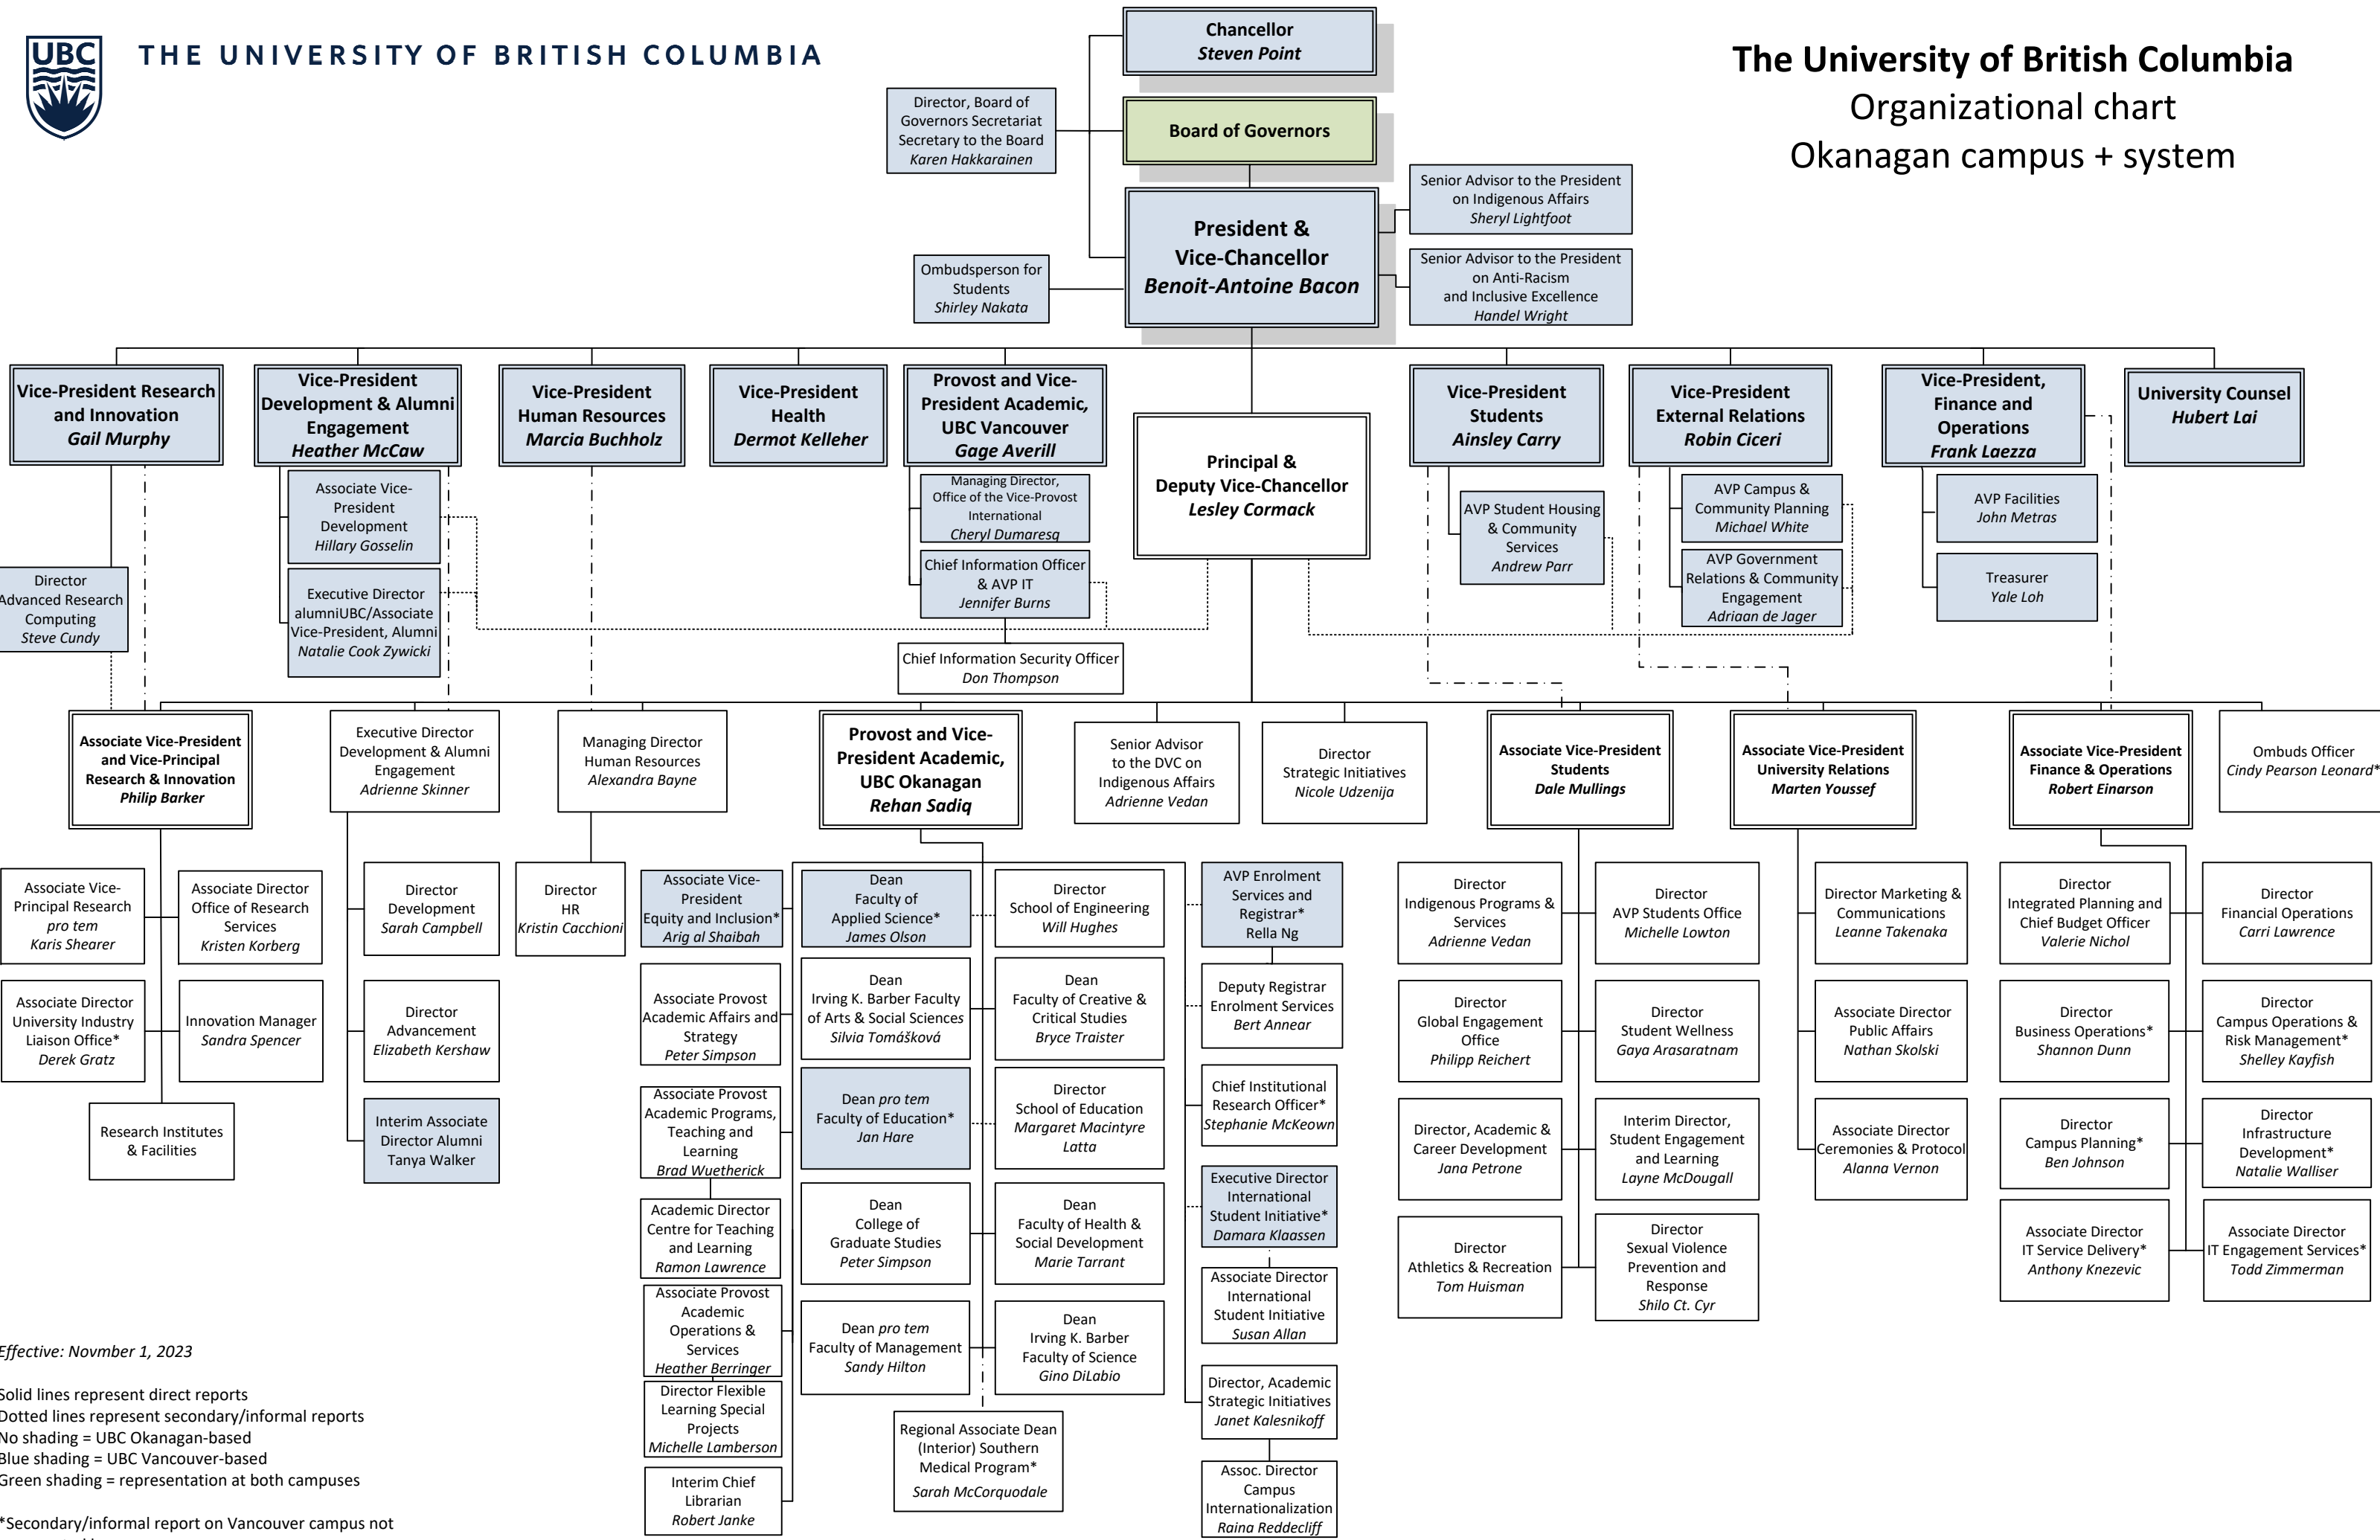 UBC
THE UNIVERSITY OF BRITISH COLUMBIA
The University of British Columbia
Organizational chart
Okanagan campus + system
Chancellor
Steven Point
Board of Governors
Director, Board of
Governors Secretariat
Secretary to the Board
Karen Hakkarainen
President &
Vice-Chancellor
Benoit-Antoine Bacon
Senior Advisor to the President
on Indigenous Affairs
Sheryl Lightfoot
Senior Advisor to the President
on Anti-Racism
and Inclusive Excellence
Handel Wright
Ombudsperson for
Students
Shirley Nakata
Vice-President Research
and Innovation
Gail Murphy
Vice-President
Development & Alumni
Engagement
Heather McCaw
Vice-President
Human Resources
Marcia Buchholz
Vice-President
Health
Dermot Kelleher
Provost and Vice-
President Academic,
UBC Vancouver
Gage Averill
Principal &
Deputy Vice-Chancellor
Lesley Cormack
Vice-President
Students
Ainsley Carry
Vice-President
External Relations
Robin Ciceri
Vice-President,
Finance and
Operations
Frank Laezza
University Counsel
Hubert Lai
Director
Advanced Research
Computing
Steve Cundy
Associate Vice-
President
Development
Hillary Gosselin
Executive Director
alumniUBC/Associate
Vice-President, Alumni
Natalie Cook Zywicki
Managing Director,
Office of the Vice-Provost
International
Cheryl Dumaresq
Chief Information Officer
& AVP IT
Jennifer Burns
Chief Information Security Officer
Don Thompson
AVP Student Housing
& Community
Services
Andrew Parr
AVP Campus &
Community Planning
Michael White
AVP Government
Relations & Community
Engagement
Adriaan de Jager
AVP Facilities
John Metras
Treasurer
Yale Loh
Associate Vice-President
and Vice-Principal
Research & Innovation
Philip Barker
Executive Director
Development & Alumni
Engagement
Adrienne Skinner
Managing Director
Human Resources
Alexandra Bayne
Provost and Vice-
President Academic,
UBC Okanagan
Rehan Sadiq
Senior Advisor
to the DVC on
Indigenous Affairs
Adrienne Vedan
Director
Strategic Initiatives
Nicole Udzenija
Associate Vice-President
Students
Dale Mullings
Associate Vice-President
University Relations
Marten Youssef
Associate Vice-President
Finance & Operations
Robert Einarson
Ombuds Officer
Cindy Pearson Leonard*
Associate Vice-
Principal Research
pro tem
Karis Shearer
Associate Director
Office of Research
Services
Kristen Korberg
Associate Director
University Industry
Liaison Office*
Derek Gratz
Innovation Manager
Sandra Spencer
Research Institutes
& Facilities
Director
Development
Sarah Campbell
Director
Advancement
Elizabeth Kershaw
Interim Associate
Director Alumni
Tanya Walker
Director
HR
Kristin Cacchioni
Associate Vice-
President
Equity and Inclusion*
Arig al Shaibah
Associate Provost
Academic Affairs and
Strategy
Peter Simpson
Associate Provost
Academic Programs,
Teaching and
Learning
Brad Wuetherick
Academic Director
Centre for Teaching
and Learning
Ramon Lawrence
Associate Provost
Academic
Operations &
Services
Heather Berringer
Director Flexible
Learning Special
Projects
Michelle Lamberson
Interim Chief
Librarian
Robert Janke
Dean
Faculty of
Applied Science*
James Olson
Director
School of Engineering
Will Hughes
Dean
Irving K. Barber Faculty
of Arts & Social Sciences
Silvia Tomášková
Dean
Faculty of Creative &
Critical Studies
Bryce Traister
Dean pro tem
Faculty of Education*
Jan Hare
Director
School of Education
Margaret Macintyre
Latta
Dean
College of
Graduate Studies
Peter Simpson
Dean
Faculty of Health &
Social Development
Marie Tarrant
Dean pro tem
Faculty of Management
Sandy Hilton
Dean
Irving K. Barber
Faculty of Science
Gino DiLabio
Regional Associate Dean
(Interior) Southern
Medical Program*
Sarah McCorquodale
AVP Enrolment
Services and
Registrar*
Rella Ng
Deputy Registrar
Enrolment Services
Bert Annear
Chief Institutional
Research Officer*
Stephanie McKeown
Executive Director
International
Student Initiative*
Damara Klaassen
Associate Director
International
Student Initiative
Susan Allan
Director, Academic
Strategic Initiatives
Janet Kalesnikoff
Assoc. Director
Campus
Internationalization
Raina Reddecliff
Director
Indigenous Programs &
Services
Adrienne Vedan
Director
AVP Students Office
Michelle Lowton
Director
Global Engagement
Office
Philipp Reichert
Director
Student Wellness
Gaya Arasaratnam
Director, Academic &
Career Development
Jana Petrone
Interim Director,
Student Engagement
and Learning
Layne McDougall
Director
Athletics & Recreation
Tom Huisman
Director
Sexual Violence
Prevention and
Response
Shilo Ct. Cyr
Director Marketing &
Communications
Leanne Takenaka
Associate Director
Public Affairs
Nathan Skolski
Associate Director
Ceremonies & Protocol
Alanna Vernon
Director
Integrated Planning and
Chief Budget Officer
Valerie Nichol
Director
Financial Operations
Carri Lawrence
Director
Business Operations*
Shannon Dunn
Director
Campus Operations &
Risk Management*
Shelley Kayfish
Director
Campus Planning*
Ben Johnson
Director
Infrastructure
Development*
Natalie Walliser
Associate Director
IT Service Delivery*
Anthony Knezevic
Associate Director
IT Engagement Services*
Todd Zimmerman
Effective: Novmber 1, 2023
Solid lines represent direct reports
Dotted lines represent secondary/informal reports
No shading = UBC Okanagan-based
Blue shading = UBC Vancouver-based
Green shading = representation at both campuses
*Secondary/informal report on Vancouver campus not